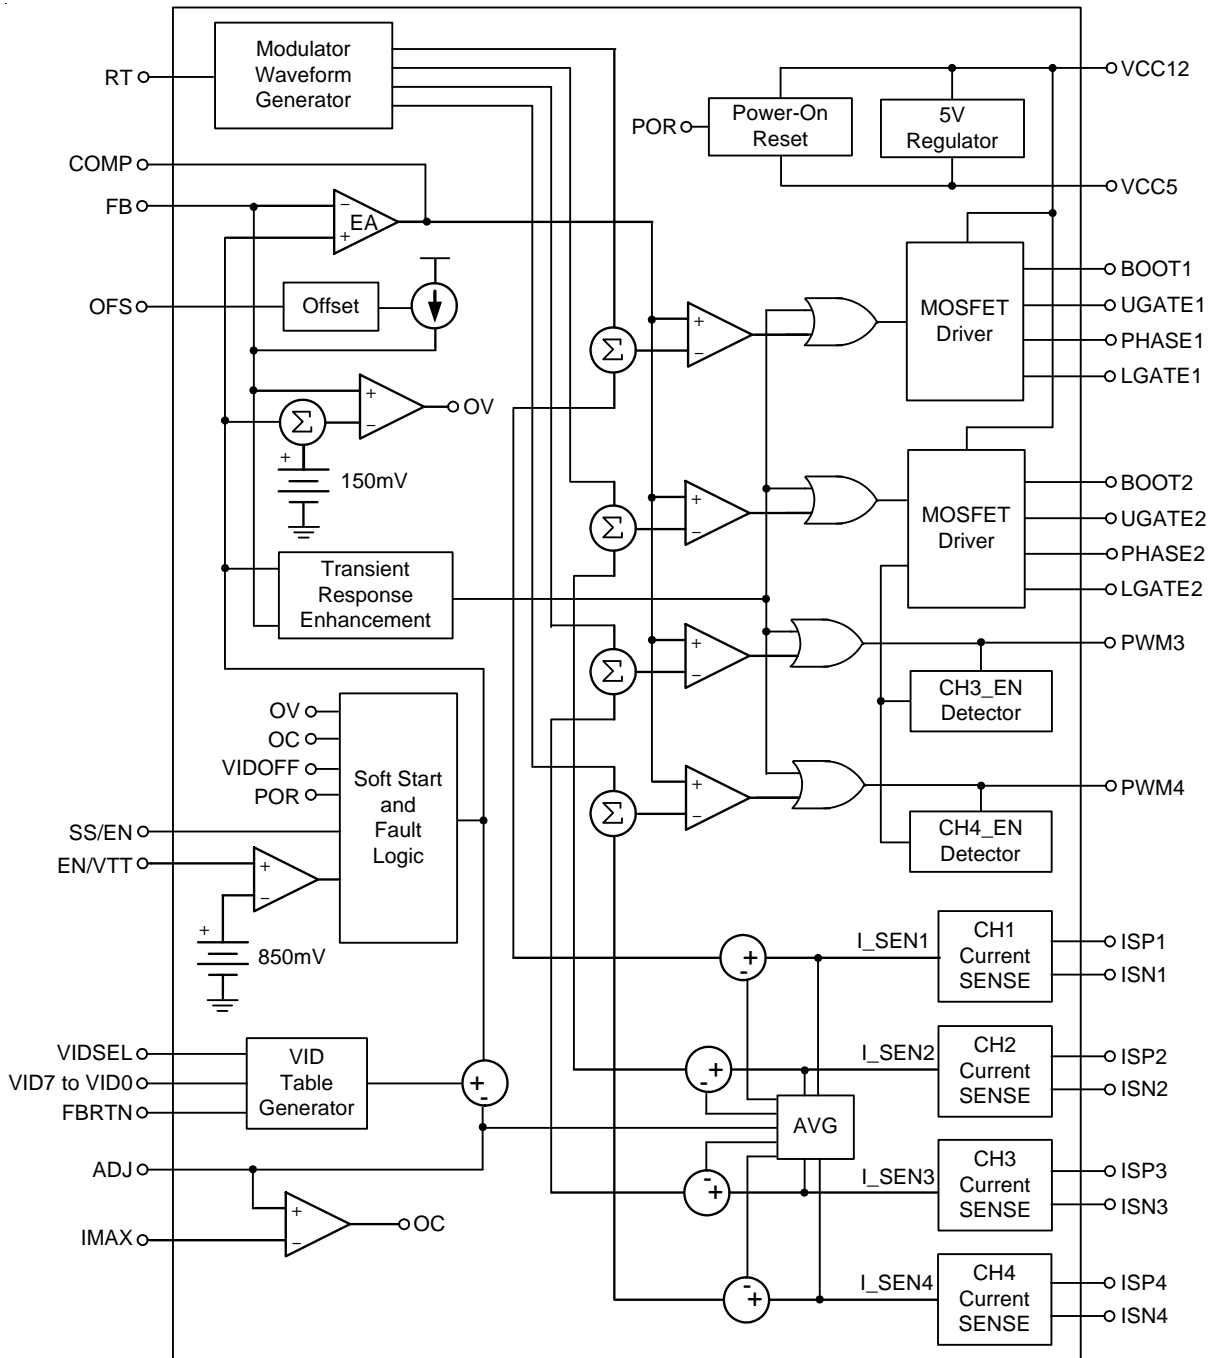 Modulator
Waveform
Generator
RT
COMP
FB
−
EA
+
OFS
Offset
+
−
OV
Σ
+
150mV
Transient
Response
Enhancement
OV
OC
VIDOFF
POR
SS/EN
EN/VTT
Soft Start
and
Fault
Logic
+
−
+
850mV
VIDSEL
VID7 to VID0
FBRTN
VID
Table
Generator
+
-
ADJ
IMAX
+
−
OC
Σ
+
−
Σ
+
−
Σ
+
−
Σ
+
−
POR
Power-On
Reset
5V
Regulator
VCC12
VCC5
MOSFET
Driver
BOOT1
UGATE1
PHASE1
LGATE1
MOSFET
Driver
BOOT2
UGATE2
PHASE2
LGATE2
PWM3
CH3_EN
Detector
PWM4
CH4_EN
Detector
+
-
I_SEN1
CH1
Current
SENSE
ISP1
ISN1
+
-
I_SEN2
CH2
Current
SENSE
ISP2
ISN2
AVG
-
+
I_SEN3
CH3
Current
SENSE
ISP3
ISN3
-
+
I_SEN4
CH4
Current
SENSE
ISP4
ISN4